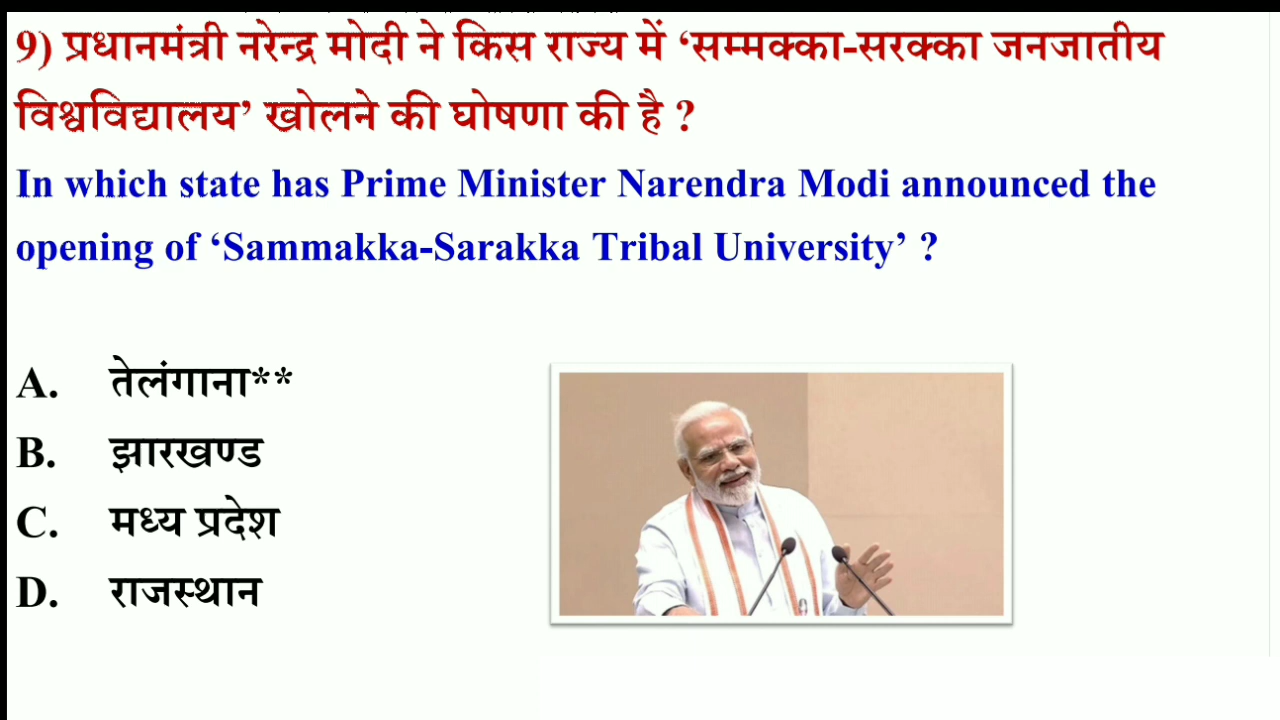 9) प्रधानमंत्री नरेन्द्र मोदी ने किस राज्य में ‘सम्मक्का-सरक्का जनजातीय
विश्वविद्यालय’ खोलने की घोषणा की है ?
In which state has Prime Minister Narendra Modi announced the
opening of ‘Sammakka-Sarakka Tribal University’ ?
A. तेलंगाना**
B. झारखण्ड
C. मध्य प्रदेश
D. राजस्थान